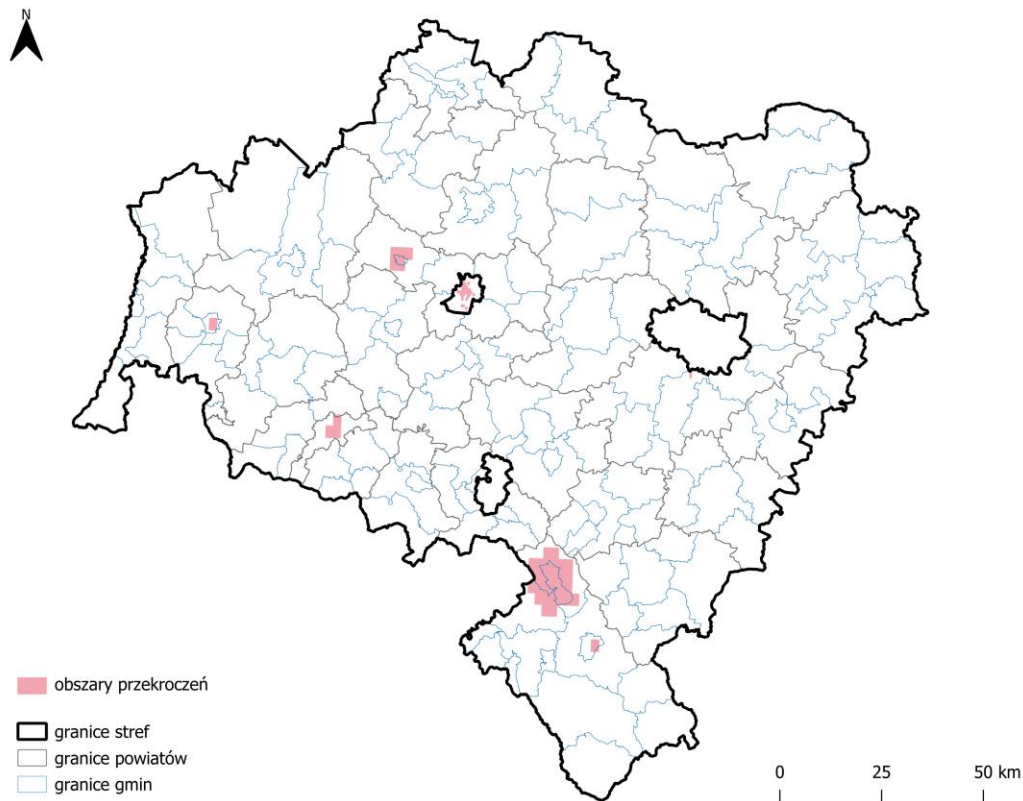 N
obszary przekroczeń
granice stref
granice powiatów
granice gmin
0 25 50 km